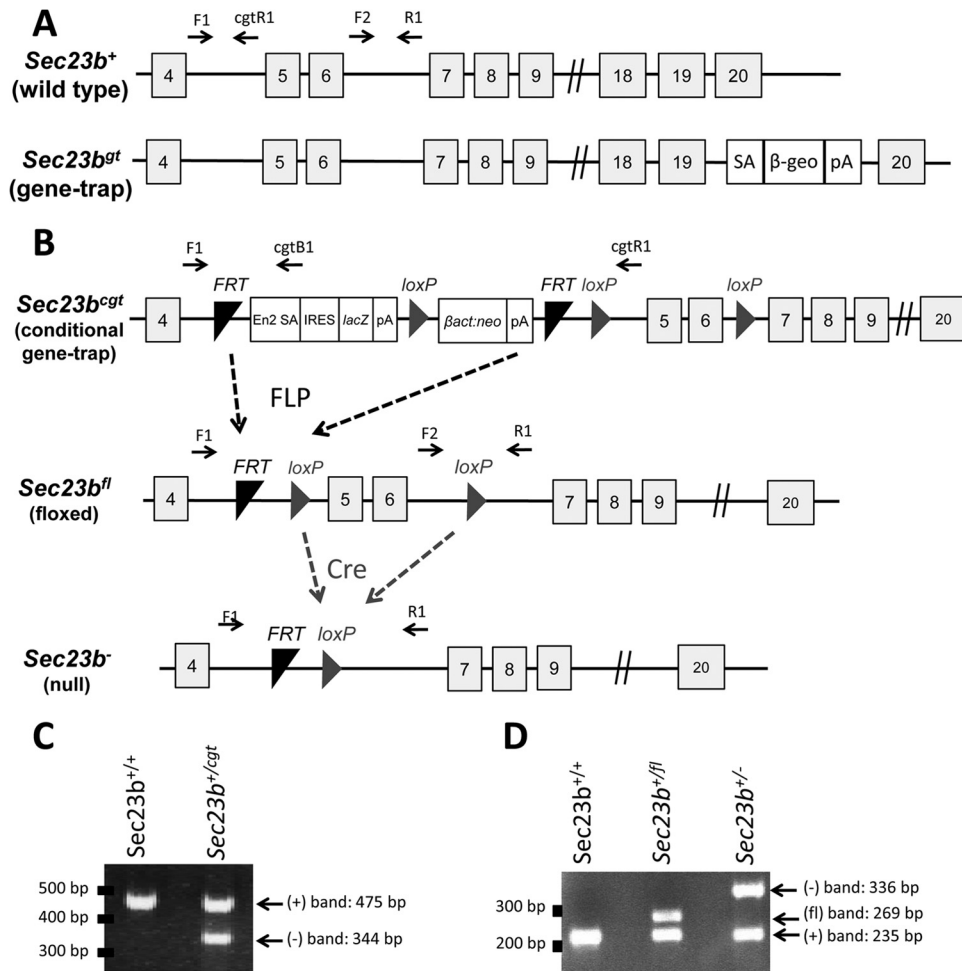 A
F1 cgtR1 F2 R1
Sec23b+
(wild type)
4 5 6 7 8 9 // 18 19 20
Sec23bgt
(gene-trap)
4 5 6 7 8 9 // 18 19 SA β-geo pA 20
B
F1 cgtB1 cgtR1
FRT loxP FRT loxP loxP
Sec23bcgt
(conditional
gene-trap)
4 En2 SA IRES lacZ pA βact:neo pA 5 6 7 8 9 // 20
FLP
F1 F2 R1
FRT loxP loxP
Sec23bfl
(floxed)
4 5 6 7 8 9 // 20
Cre
F1 R1
FRT loxP
Sec23b-
(null)
4 7 8 9 // 20
C
Sec23b+/+
Sec23b+/cgt
500 bp
400 bp
300 bp
(+) band: 475 bp
(-) band: 344 bp
D
Sec23b+/+
Sec23b+/fl
Sec23b+/-
300 bp
200 bp
(-) band: 336 bp
(fl) band: 269 bp
(+) band: 235 bp